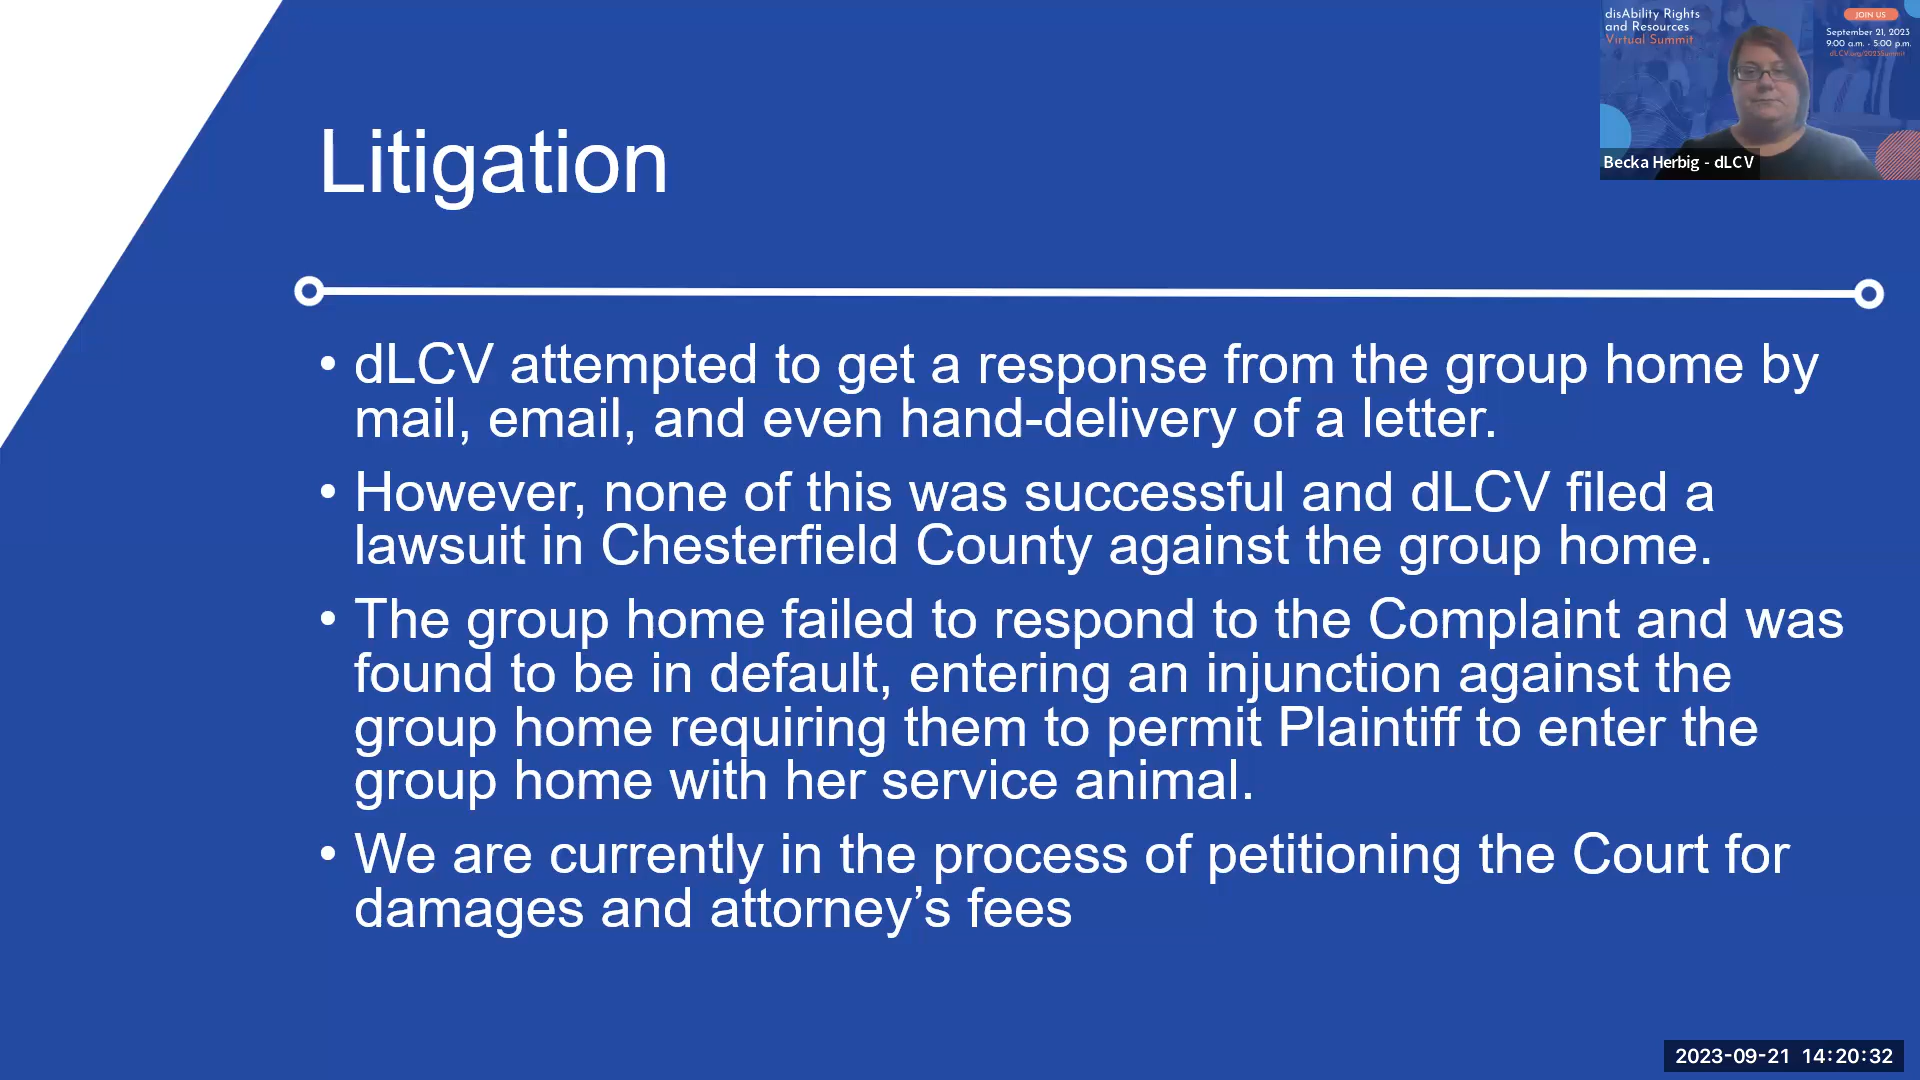 disAbility Rights
and Resources
Virtual Summit
JOIN US
September 21, 2023
9:00 a.m. - 5:00 p.m.
dLCV.org/2023Summit
Becka Herbig - dLCV
Litigation
• dLCV attempted to get a response from the group home by
mail, email, and even hand-delivery of a letter.
• However, none of this was successful and dLCV filed a
lawsuit in Chesterfield County against the group home.
• The group home failed to respond to the Complaint and was
found to be in default, entering an injunction against the
group home requiring them to permit Plaintiff to enter the
group home with her service animal.
• We are currently in the process of petitioning the Court for
damages and attorney’s fees
2023-09-21 14:20:32